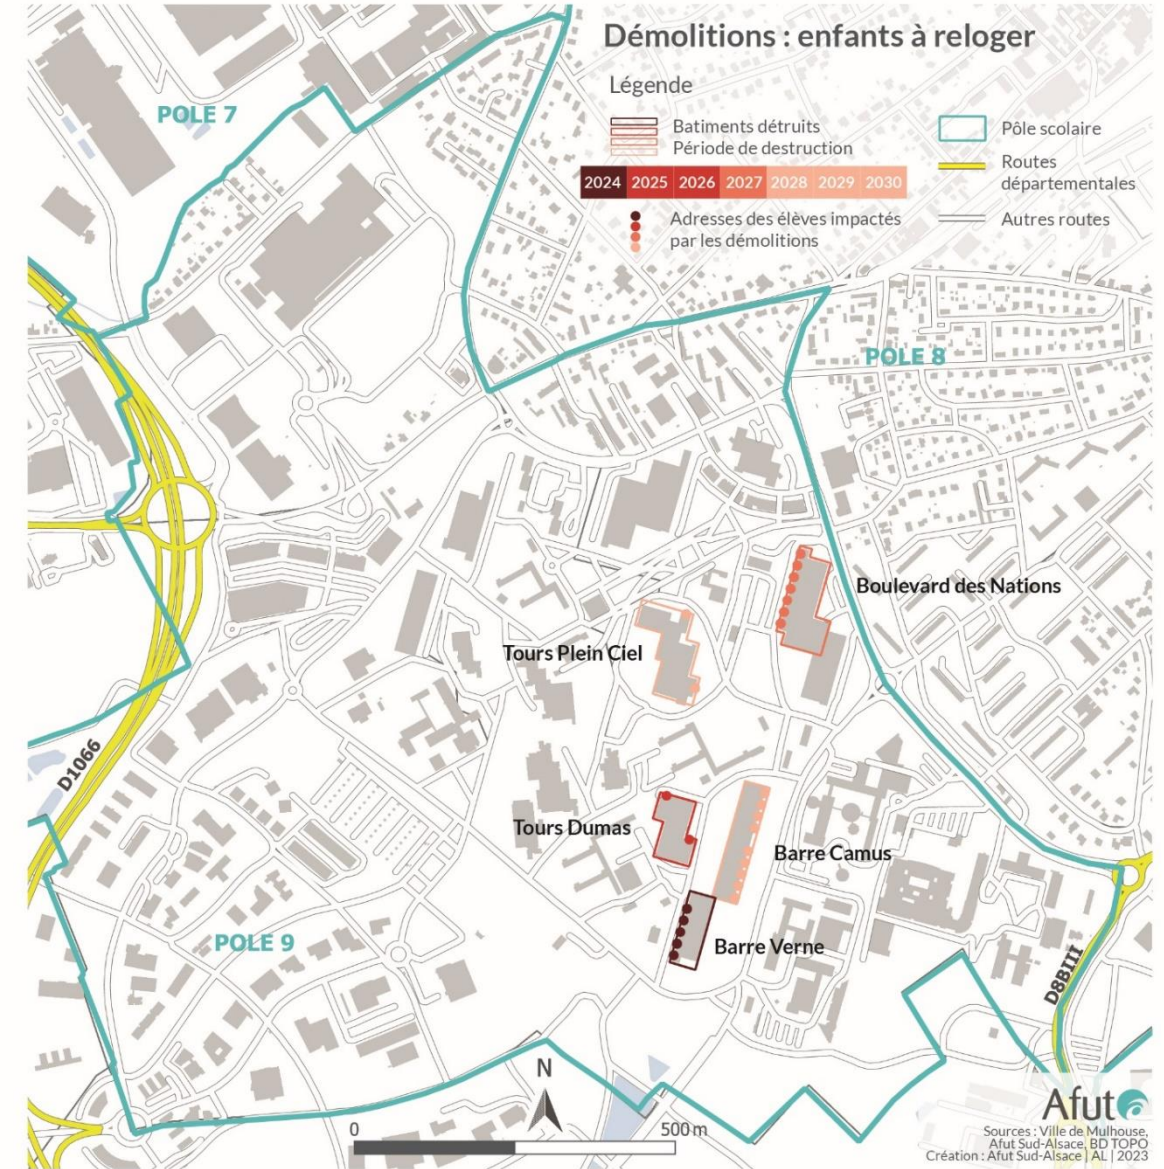 Démolitions : enfants à reloger
Légende
Batiments détruits
Période de destruction
2024 2025 2026 2027 2028 2029 2030
Adresses des élèves impactés
par les démolitions
Pôle scolaire
Routes
départementales
Autres routes
POLE 7
POLE 8
Boulevard des Nations
Tours Plein Ciel
D1066
Tours Dumas
Barre Camus
POLE 9
Barre Verne
D8BIII
N
0 500 m
Afut
Sources : Ville de Mulhouse,
Afut Sud-Alsace, BD TOPO
Création : Afut Sud-Alsace | AL | 2023